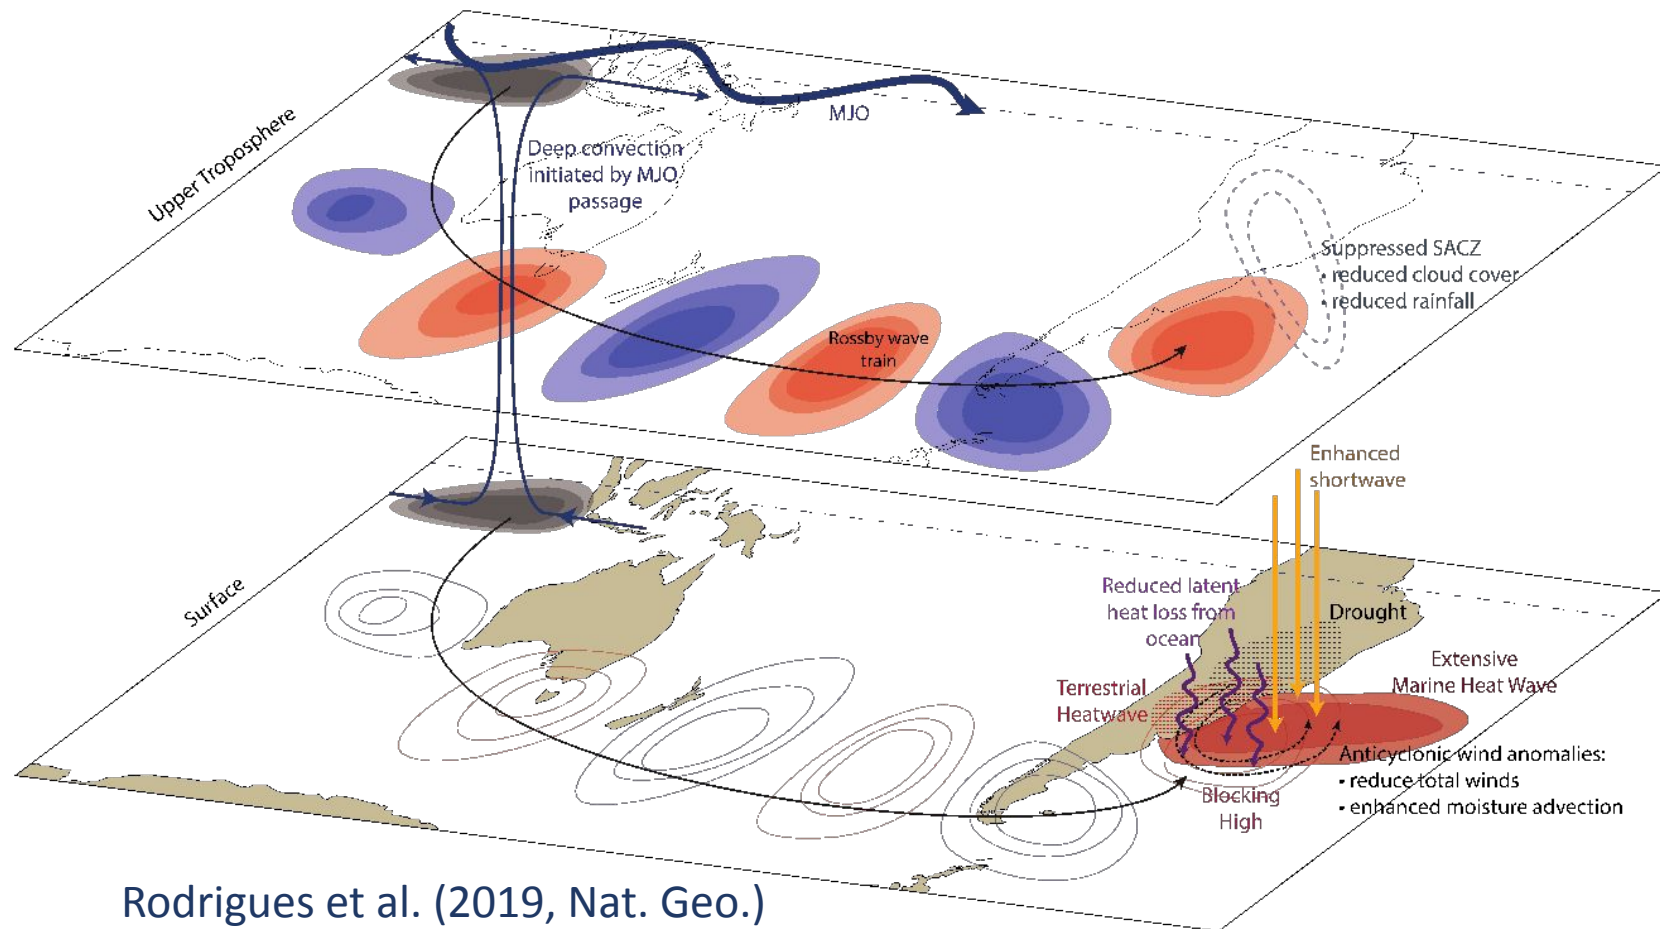 MJO
Upper Troposphere
Deep convection
initiated by MJO
passage
Suppressed SACZ
• reduced cloud cover
• reduced rainfall
Rossby wave
train
Enhanced
shortwave
Surface
Reduced latent
heat loss from
ocean
Drought
Terrestrial
Heatwave
Extensive
Marine Heat Wave
Anticyclonic wind anomalies:
• reduce total winds
• enhanced moisture advection
Blocking
High
Rodrigues et al. (2019, Nat. Geo.)